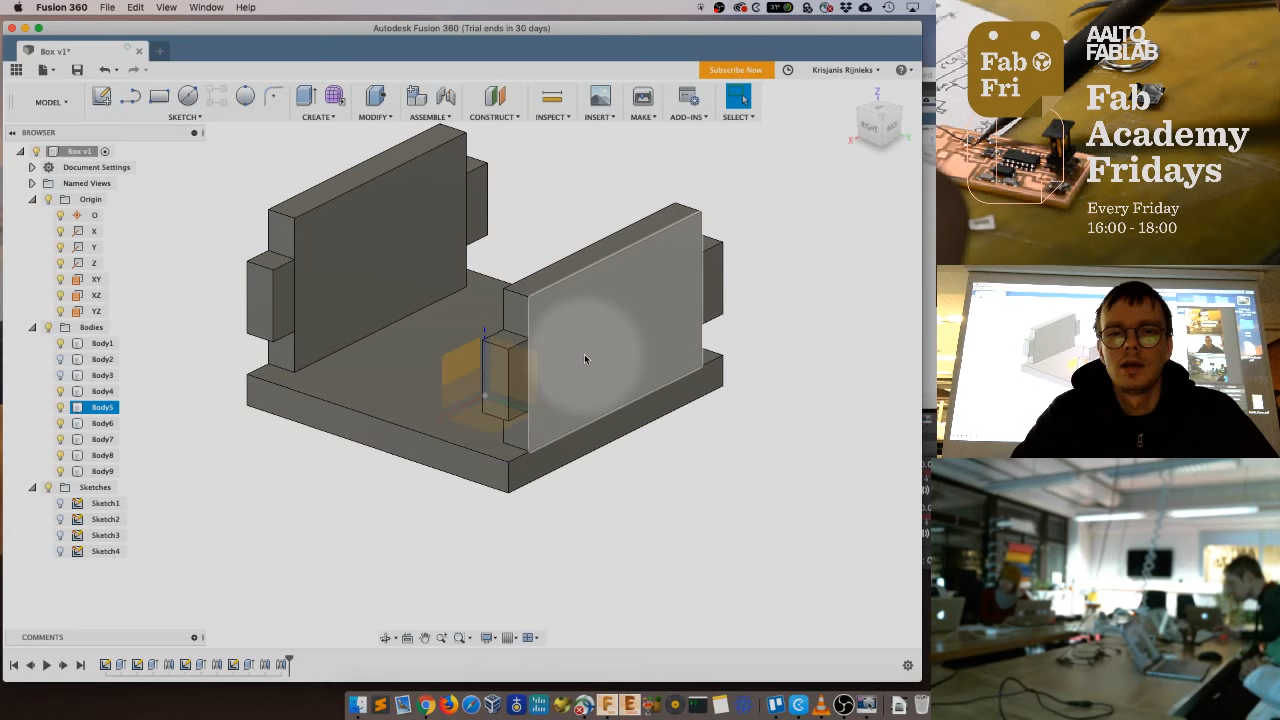 Fusion 360 File Edit View Window Help
Autodesk Fusion 360 (Trial ends in 30 days)
Box v1*
Subscribe Now
Krisjanis Rijnieks
MODEL
SKETCH
CREATE
MODIFY
ASSEMBLE
CONSTRUCT
INSPECT
INSERT
MAKE
ADD-INS
SELECT
BROWSER
Box v1
Document Settings
Named Views
Origin
O
X
Y
Z
XY
XZ
YZ
Bodies
Body1
Body2
Body3
Body4
Body5
Body6
Body7
Body8
Body9
Sketches
Sketch1
Sketch2
Sketch3
Sketch4
COMMENTS
Z
RIGHT
BACK
X
Y
Fab
Fri
AALTO
FABLAB
Fab
Academy
Fridays
Every Friday
16:00 - 18:00